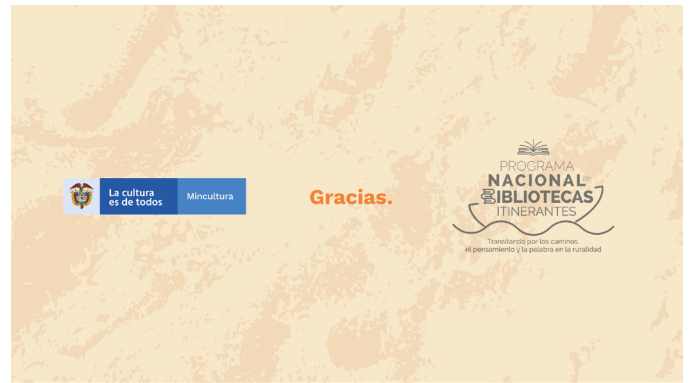 La cultura
es de todos
Mincultura
Gracias.
PROGRAMA
NACIONAL de
BIBLIOTECAS
ITINERANTES
Transitando por los caminos,
el pensamiento y la palabra en la ruralidad